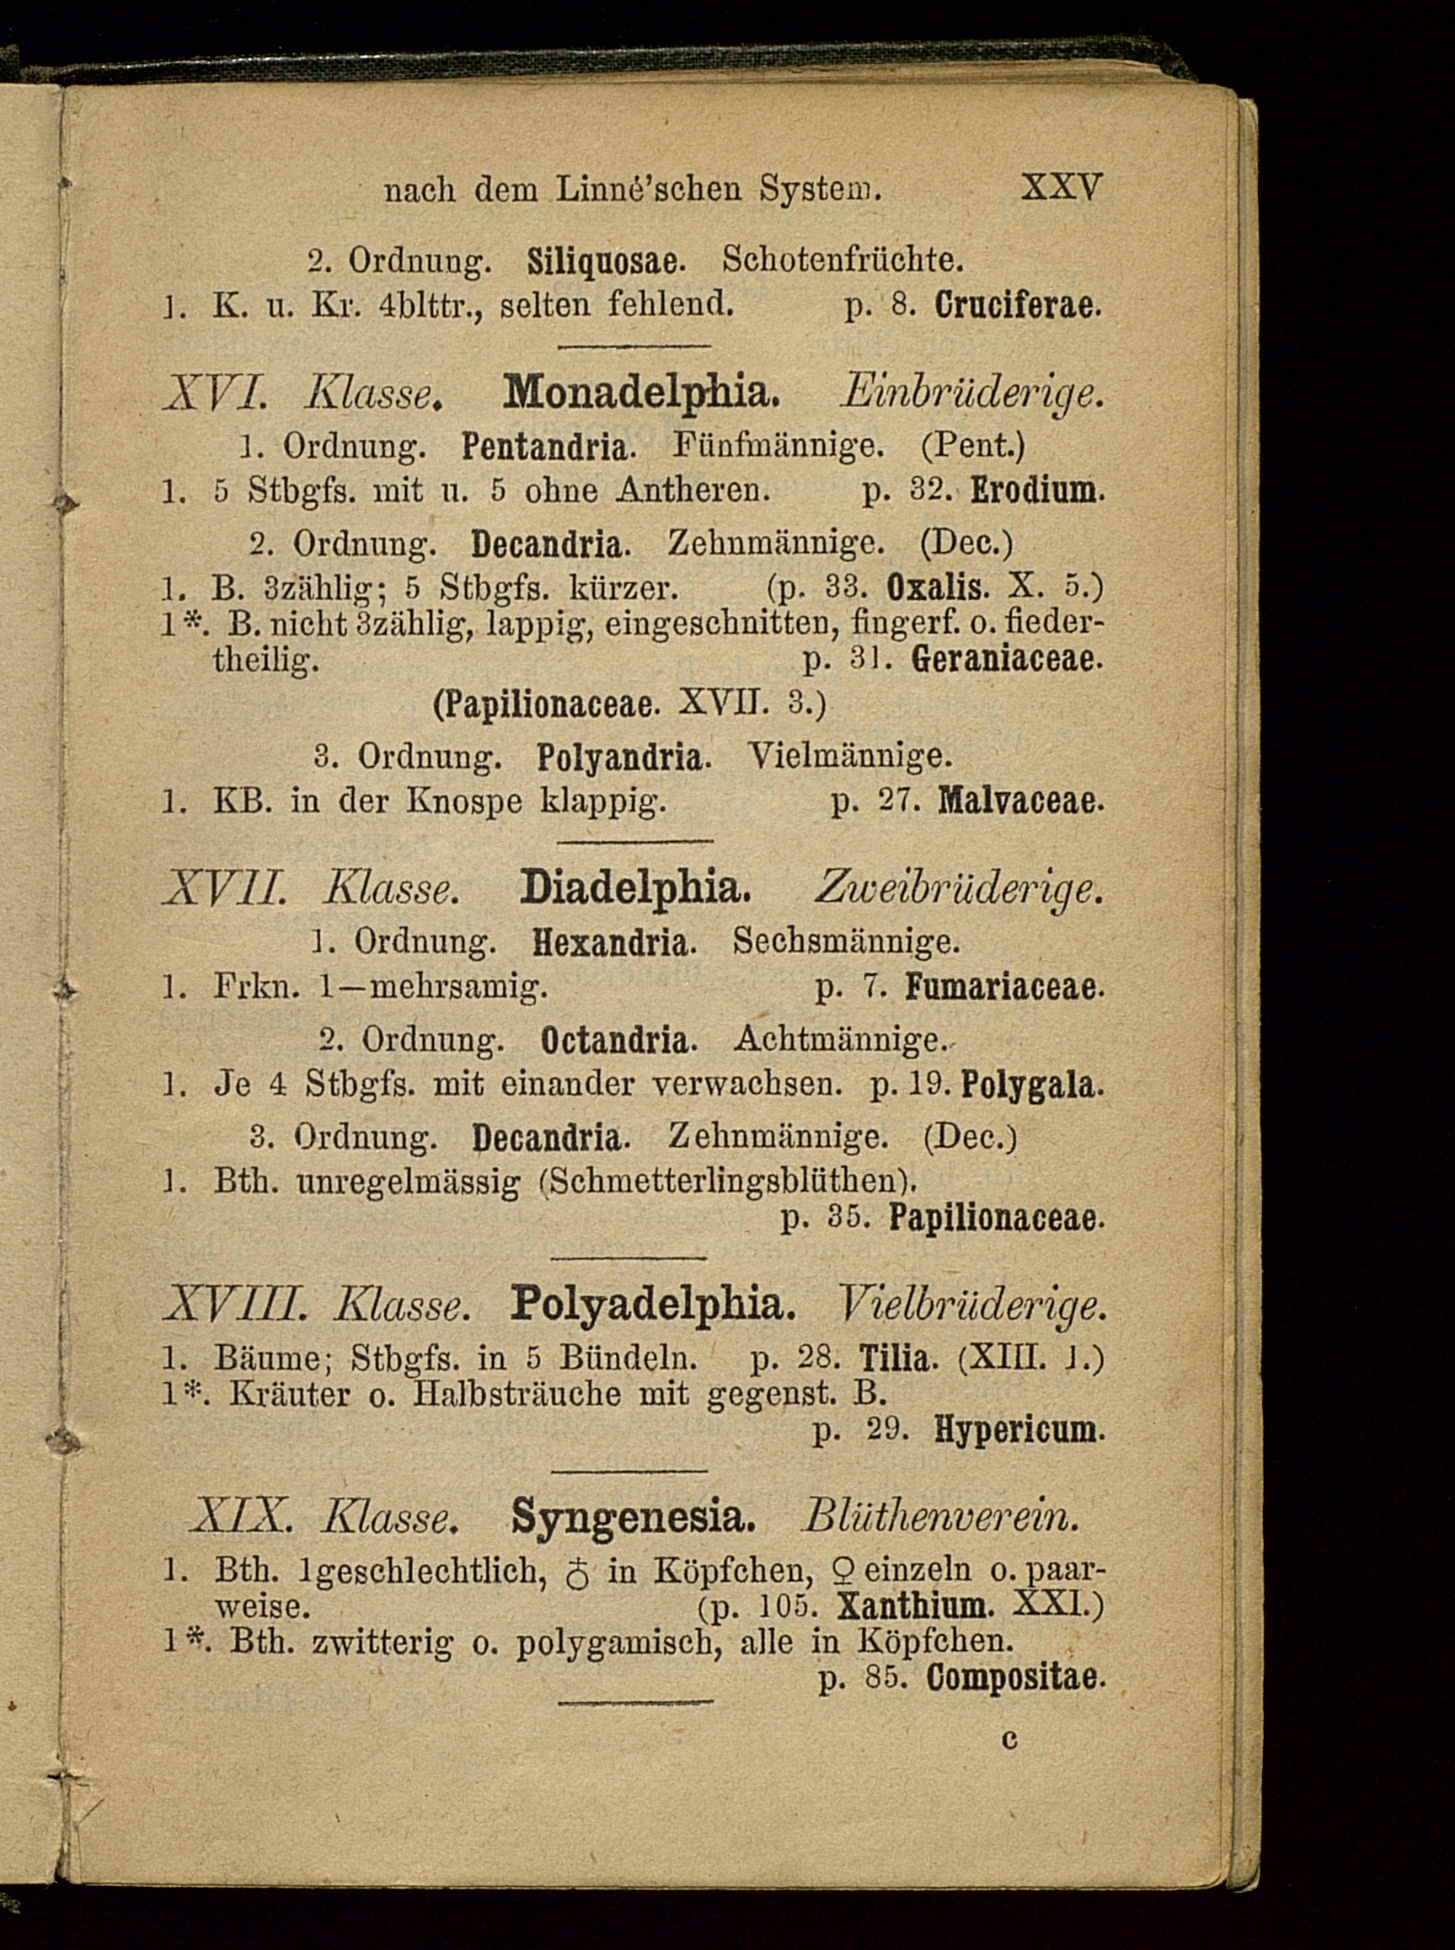 nach dem Linné'schen System. XXV
2. Ordnung. Siliquosae. Schotenfrüchte.
1. K. u. Kr. 4blttr., selten fehlend. p. 8. Cruciferae.
XVI. Klasse. Monadelphia. Einbrüderige.
1. Ordnung. Pentandria. Fünfmännige. (Pent.)
1. 5 Stbgfs. mit u. 5 ohne Antheren. p. 32. Erodium.
2. Ordnung. Decandria. Zehnmännige. (Dec.)
1. B. 3zählig; 5 Stbgfs. kürzer. (p. 33. Oxalis. X. 5.)
1*. B. nicht 3zählig, lappig, eingeschnitten, fingerf. o. fieder-
theilig. p. 31. Geraniaceae.
(Papilionaceae. XVII. 3.)
3. Ordnung. Polyandria. Vielmännige.
1. KB. in der Knospe klappig. p. 27. Malvaceae.
XVII. Klasse. Diadelphia. Zweibrüderige.
1. Ordnung. Hexandria. Sechsmännige.
1. Frkn. 1—mehrsamig. p. 7. Fumariaceae.
2. Ordnung. Octandria. Achtmännige.
1. Je 4 Stbgfs. mit einander verwachsen. p. 19. Polygala.
3. Ordnung. Decandria. Zehnmännige. (Dec.)
1. Bth. unregelmässig (Schmetterlingsblüthen).
p. 35. Papilionaceae.
XVIII. Klasse. Polyadelphia. Vielbrüderige.
1. Bäume; Stbgfs. in 5 Bündeln. p. 28. Tilia. (XIII. 1.)
1*. Kräuter o. Halbsträuche mit gegenst. B.
p. 29. Hypericum.
XIX. Klasse. Syngenesia. Blüthenverein.
1. Bth. 1geschlechtlich, ♂ in Köpfchen, ♀ einzeln o. paar-
weise. (p. 105. Xanthium. XXI.)
1*. Bth. zwitterig o. polygamisch, alle in Köpfchen.
p. 85. Compositae.
c